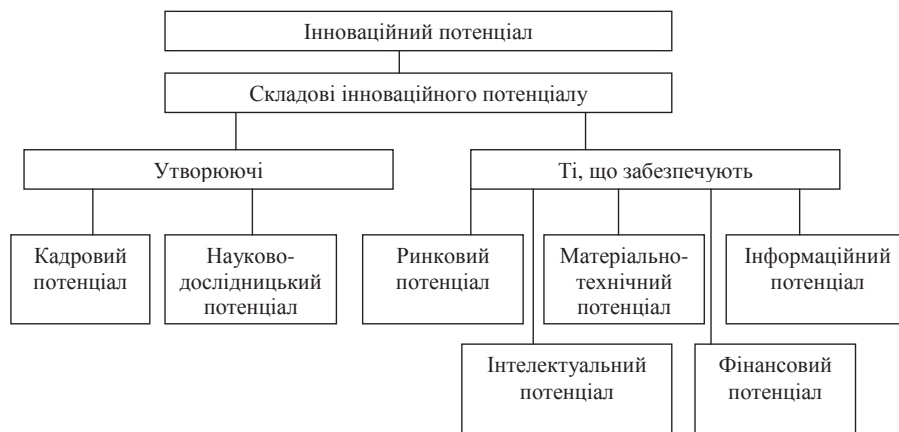 Інноваційний потенціал
Складові інноваційного потенціалу
Утворюючі
Ті, що забезпечують
Кадровий
потенціал
Науково-
дослідницький
потенціал
Ринковий
потенціал
Матеріально-
технічний
потенціал
Інформаційний
потенціал
Інтелектуальний
потенціал
Фінансовий
потенціал